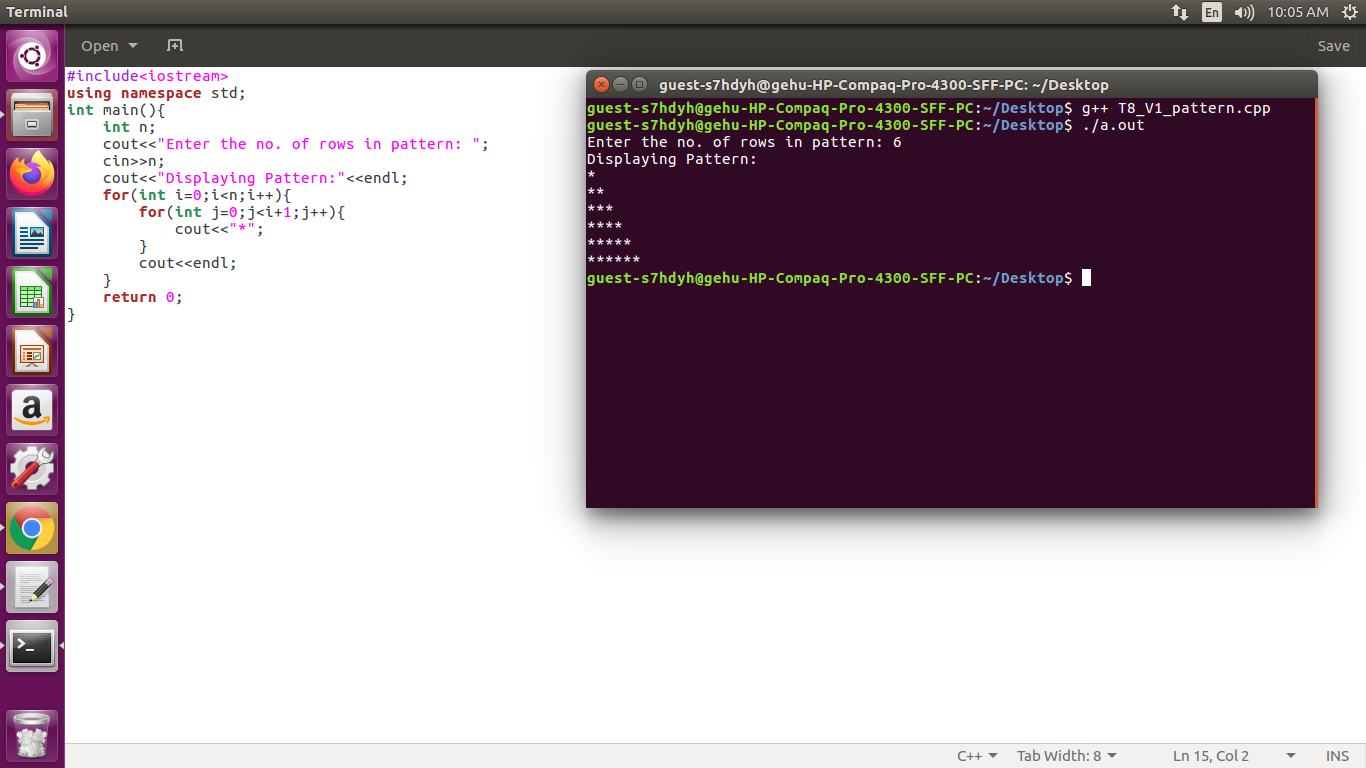 Terminal
En
10:05 AM
Open
Save
#include<iostream>
using namespace std;
int main(){
    int n;
    cout<<"Enter the no. of rows in pattern: ";
    cin>>n;
    cout<<"Displaying Pattern:"<<endl;
    for(int i=0;i<n;i++){
        for(int j=0;j<i+1;j++){
            cout<<"*";
        }
        cout<<endl;
    }
    return 0;
}
guest-s7hdyh@gehu-HP-Compaq-Pro-4300-SFF-PC: ~/Desktop
guest-s7hdyh@gehu-HP-Compaq-Pro-4300-SFF-PC:~/Desktop$ g++ T8_V1_pattern.cpp
guest-s7hdyh@gehu-HP-Compaq-Pro-4300-SFF-PC:~/Desktop$ ./a.out
Enter the no. of rows in pattern: 6
Displaying Pattern:
*
**
***
****
*****
******
guest-s7hdyh@gehu-HP-Compaq-Pro-4300-SFF-PC:~/Desktop$
a
>_
C++
Tab Width: 8
Ln 15, Col 2
INS